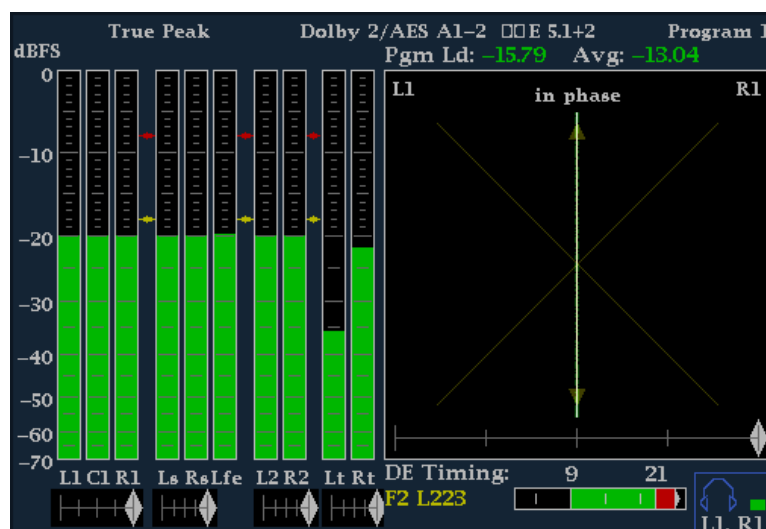 True Peak Dolby 2/AES A1-2 □□E 5.1+2 Program 1
dBFS Pgm Ld: -15.79 Avg: -13.04
0
-10
-20
-30
-40
-50
-60
-70
L1 R1
in phase
L1 C1 R1 Ls Rs Lfe L2 R2 Lt Rt
DE Timing: 9 21
F2 L223
L1 R1